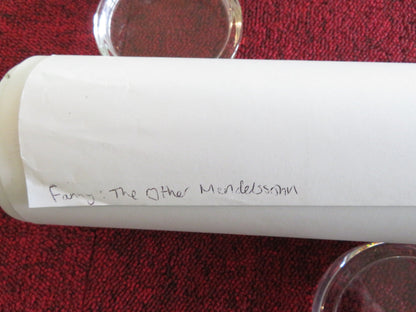 Fanny: The Other Mendelssohn